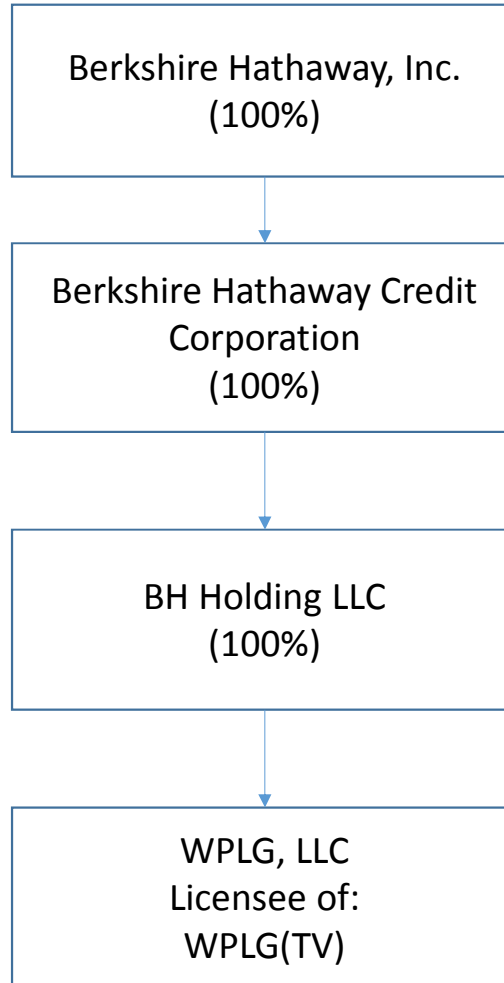 Berkshire Hathaway, Inc.
(100%)
Berkshire Hathaway Credit
Corporation
(100%)
BH Holding LLC
(100%)
WPLG, LLC
Licensee of:
WPLG(TV)